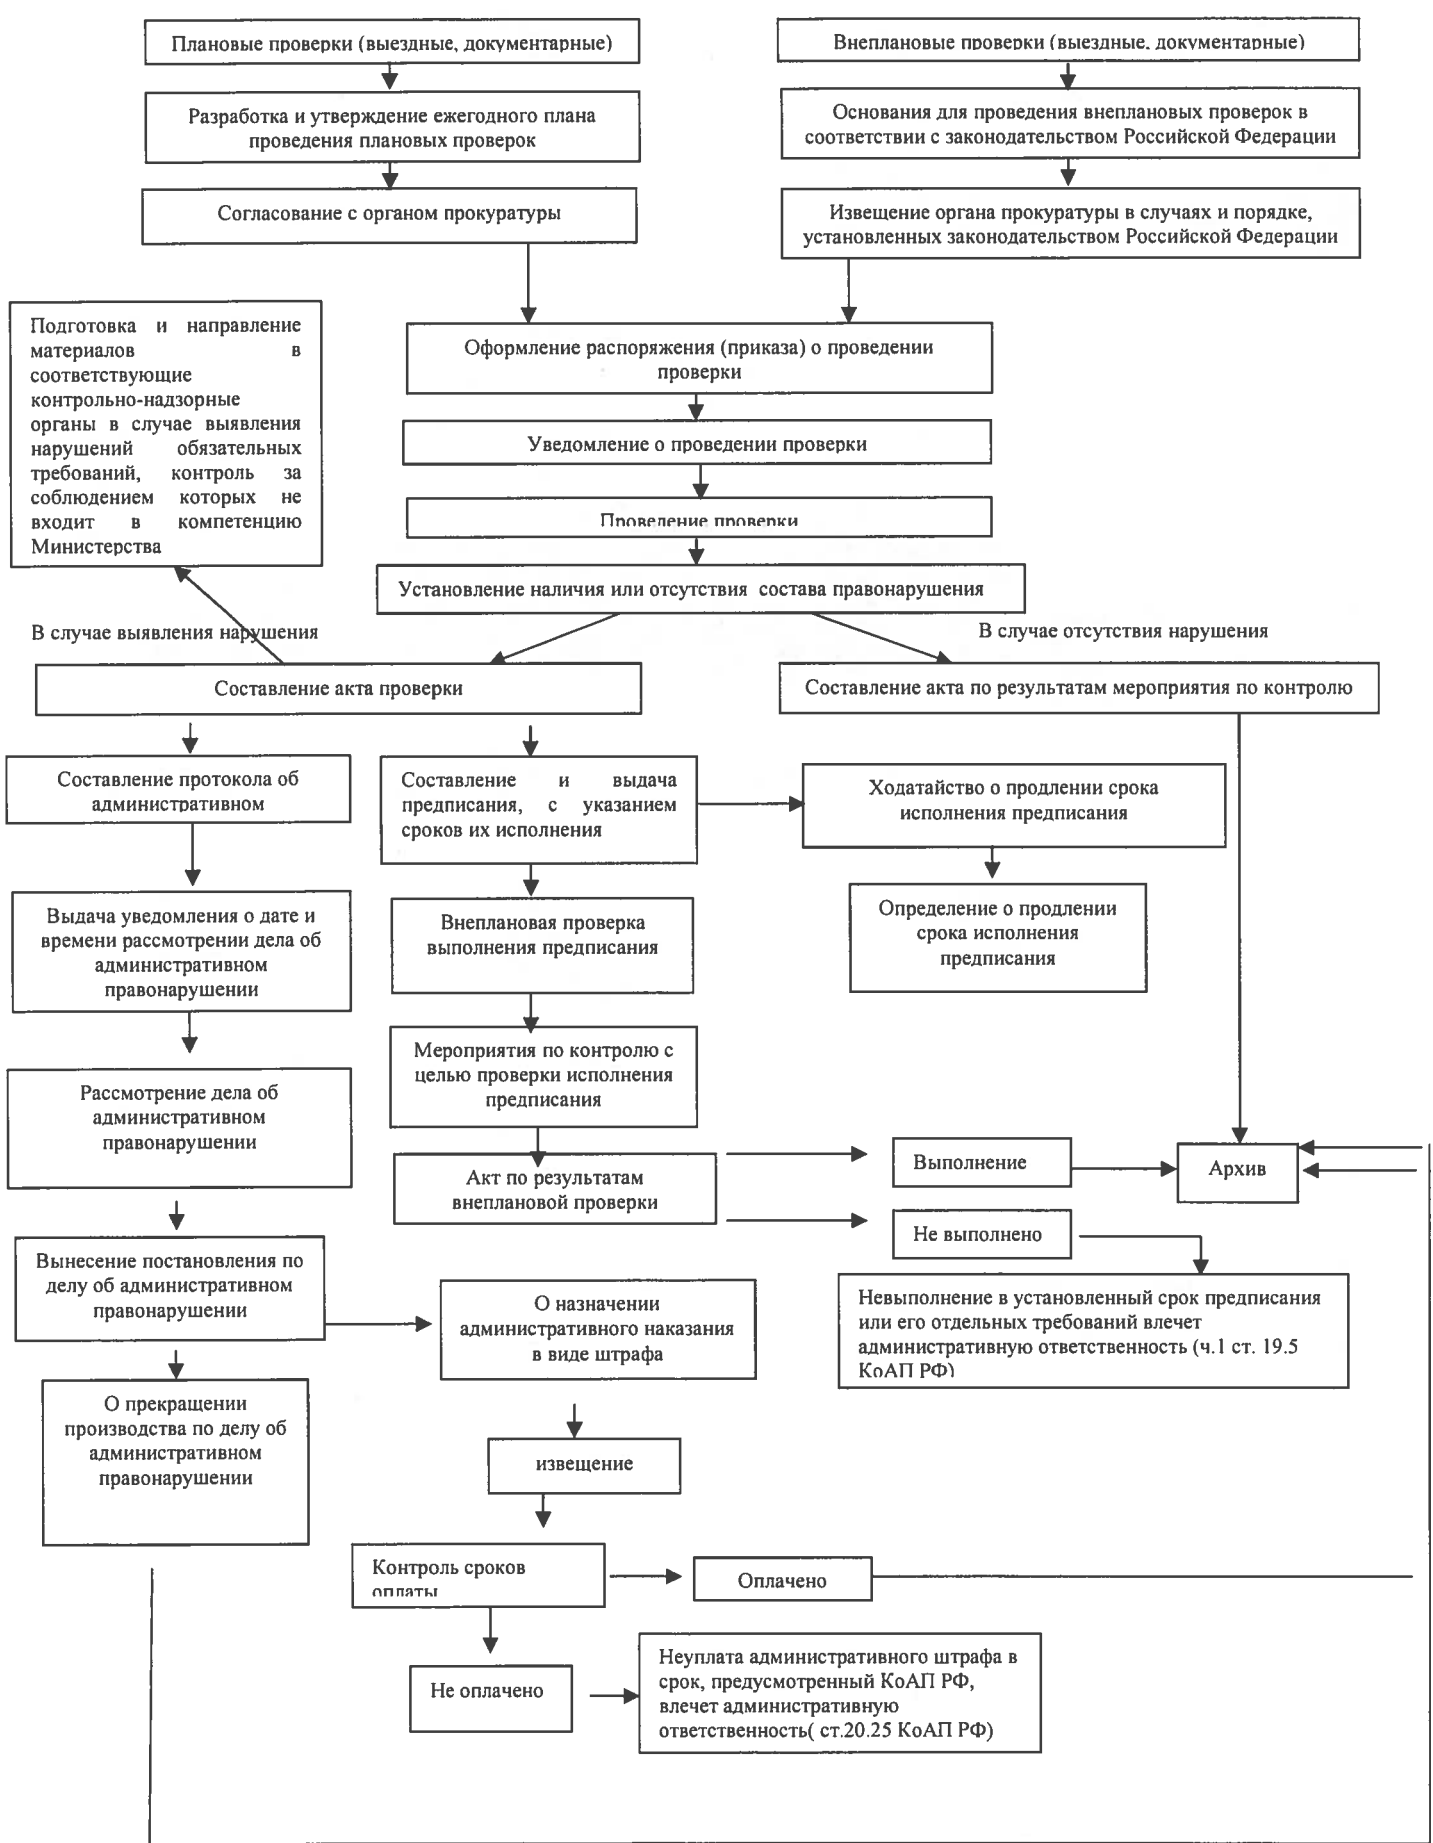 Плановые проверки (выездные, документарные)
Внеплановые проверки (выездные, документарные)
Разработка и утверждение ежегодного плана
проведения плановых проверок
Основания для проведения внеплановых проверок в
соответствии с законодательством Российской Федерации
Согласование с органом прокуратуры
Извещение органа прокуратуры в случаях и порядке,
установленных законодательством Российской Федерации
Подготовка и направление
материалов в
соответствующие
контрольно-надзорные
органы в случае выявления
нарушений обязательных
требований, контроль за
соблюдением которых не
входит в компетенцию
Министерства
Оформление распоряжения (приказа) о проведении
проверки
Уведомление о проведении проверки
Проведение проверки
Установление наличия или отсутствия состава правонарушения
В случае выявления нарушения
В случае отсутствия нарушения
Составление акта проверки
Составление акта по результатам мероприятия по контролю
Составление протокола об
административном
Составление и выдача
предписания, с указанием
сроков их исполнения
Ходатайство о продлении срока
исполнения предписания
Выдача уведомления о дате и
времени рассмотрении дела об
административном
правонарушении
Внеплановая проверка
выполнения предписания
Определение о продлении
срока исполнения
предписания
Мероприятия по контролю с
целью проверки исполнения
предписания
Рассмотрение дела об
административном
правонарушении
Акт по результатам
внеплановой проверки
Выполнение
Архив
Не выполнено
Вынесение постановления по
делу об административном
правонарушении
О назначении
административного наказания
в виде штрафа
Невыполнение в установленный срок предписания
или его отдельных требований влечет
административную ответственность (ч.1 ст. 19.5
КоАП РФ)
О прекращении
производства по делу об
административном
правонарушении
извещение
Контроль сроков
оплаты
Оплачено
Не оплачено
Неуплата административного штрафа в
срок, предусмотренный КоАП РФ,
влечет административную
ответственность( ст.20.25 КоАП РФ)